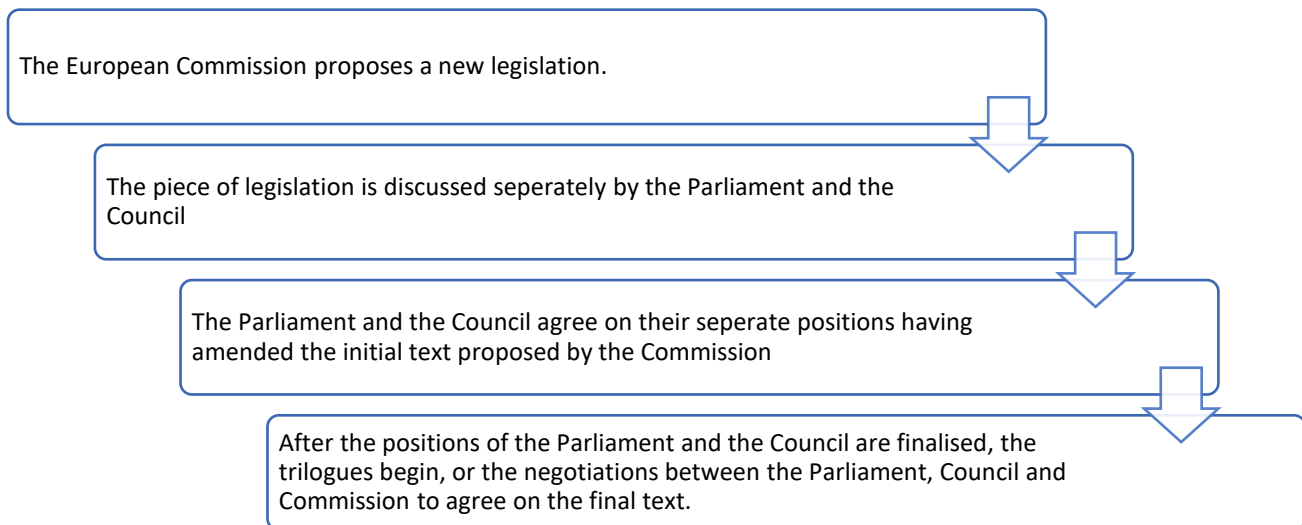 The European Commission proposes a new legislation.
The piece of legislation is discussed seperately by the Parliament and the
Council
The Parliament and the Council agree on their seperate positions having
amended the initial text proposed by the Commission
After the positions of the Parliament and the Council are finalised, the
trilogues begin, or the negotiations between the Parliament, Council and
Commission to agree on the final text.